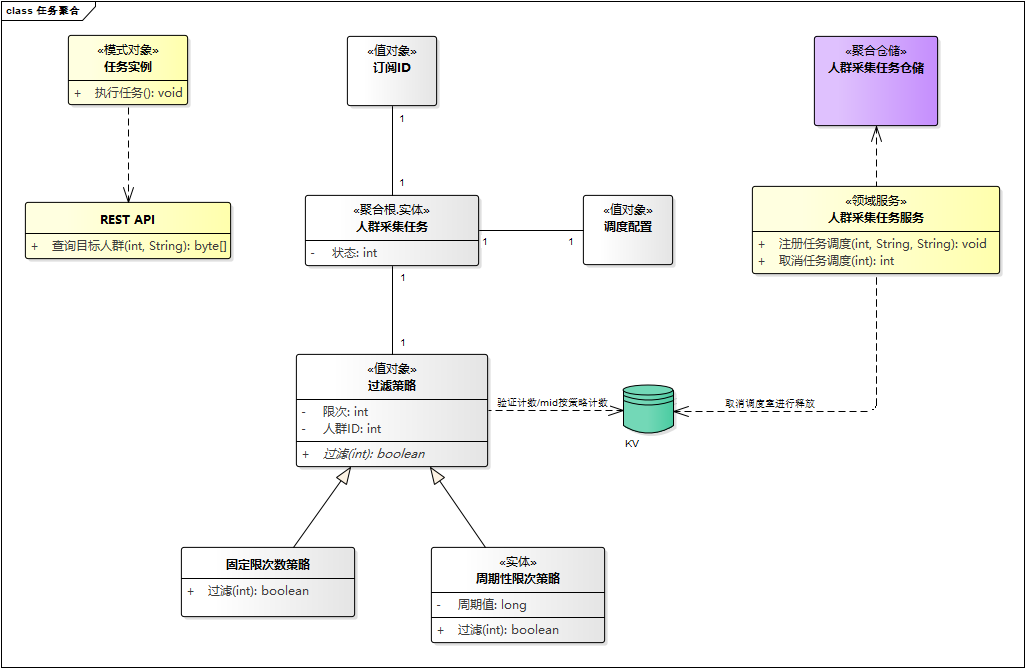 class 任务聚合
«模式对象»
任务实例
+ 执行任务(): void
REST API
+ 查询目标人群(int, String): byte[]
«值对象»
订阅ID
1
1
«聚合根,实体»
人群采集任务
- 状态: int
1
1
«值对象»
调度配置
1
1
«值对象»
过滤策略
- 限次: int
- 人群ID: int
+ 过滤(int): boolean
验证计数/mid按策略计数
KV
取消调度室进行释放
«聚合仓储»
人群采集任务仓储
«领域服务»
人群采集任务服务
+ 注册任务调度(int, String, String): void
+ 取消任务调度(int): int
固定限次数策略
+ 过滤(int): boolean
«实体»
周期性限次策略
- 周期值: long
+ 过滤(int): boolean